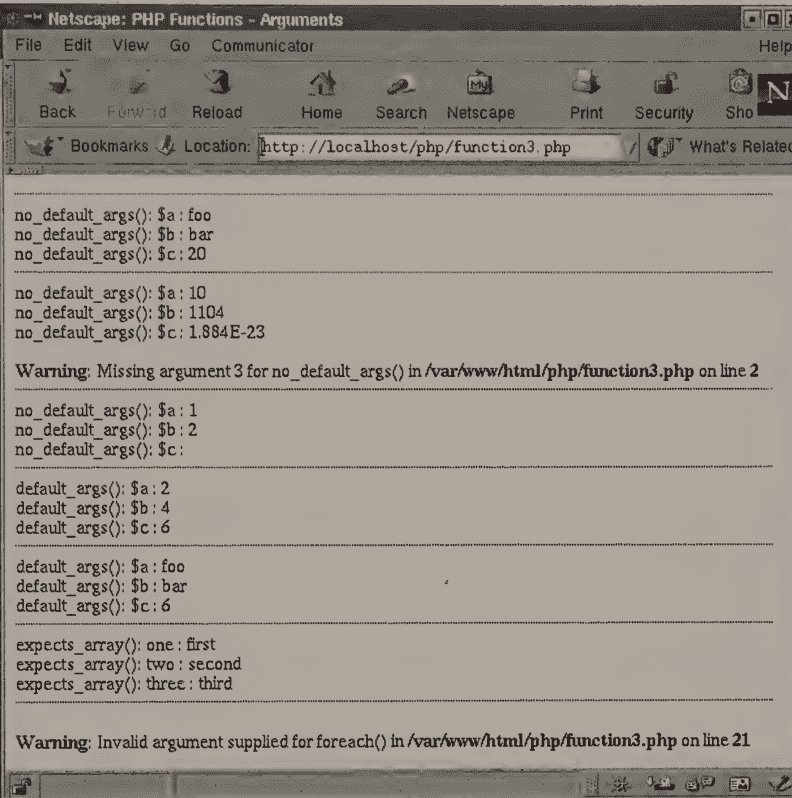 Netscape: PHP Functions - Arguments
File Edit View Go Communicator Help
Back Forward Reload Home Search Netscape Print Security Sho
My
N
Bookmarks Location: http://localhost/php/function3.php What's Related
no_default_args(): $a : foo
no_default_args(): $b : bar
no_default_args(): $c : 20
no_default_args(): $a : 10
no_default_args(): $b : 1104
no_default_args(): $c : 1.884E-23
Warning: Missing argument 3 for no_default_args() in /var/www/html/php/function3.php on line 2
no_default_args(): $a : 1
no_default_args(): $b : 2
no_default_args(): $c :
default_args(): $a : 2
default_args(): $b : 4
default_args(): $c : 6
default_args(): $a : foo
default_args(): $b : bar
default_args(): $c : 6
expects_array(): one : first
expects_array(): two : second
expects_array(): three : third
Warning: Invalid argument supplied for foreach() in /var/www/html/php/function3.php on line 21